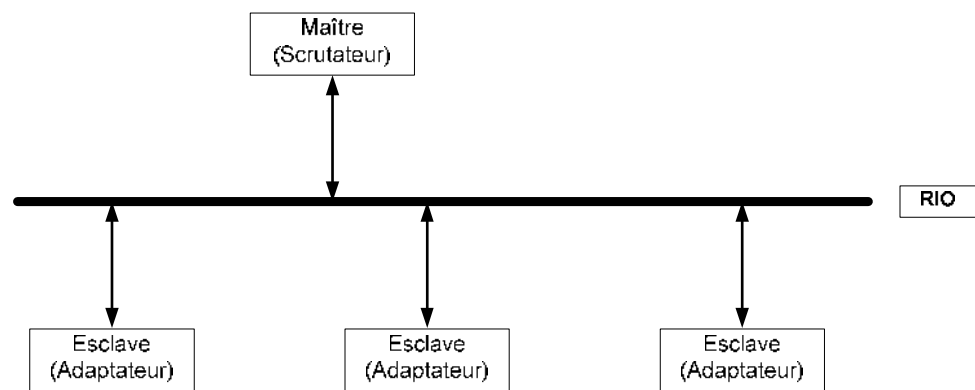 Maître
(Scrutateur)
RIO
Esclave
(Adaptateur)
Esclave
(Adaptateur)
Esclave
(Adaptateur)